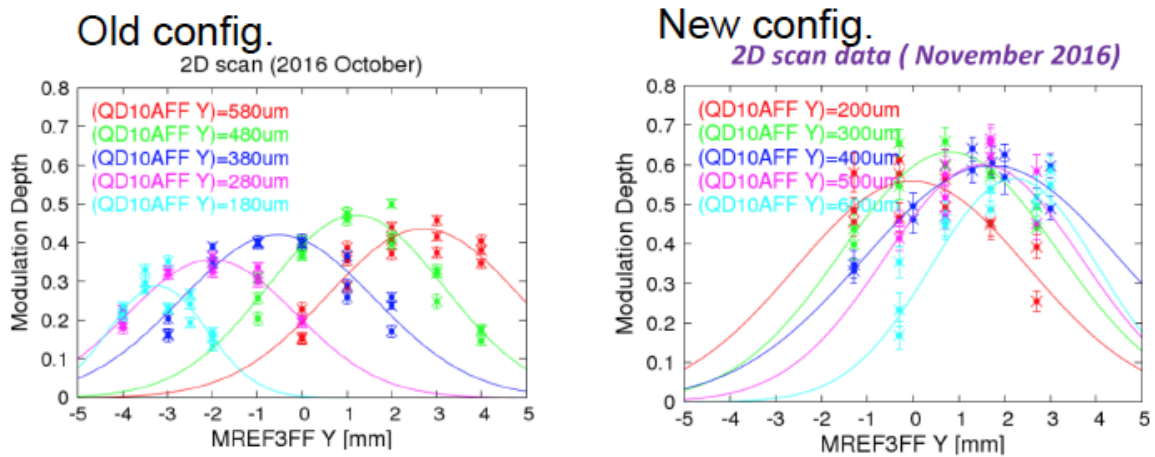 Old config.
2D scan (2016 October)
0.8
0.7
0.6
0.5
0.4
0.3
0.2
0.1
0
Modulation Depth
(QD10AFF Y)=580um
(QD10AFF Y)=480um
(QD10AFF Y)=380um
(QD10AFF Y)=280um
(QD10AFF Y)=180um
-5 -4 -3 -2 -1 0 1 2 3 4 5
MREF3FF Y [mm]
New config.
2D scan data ( November 2016)
0.8
0.7
0.6
0.5
0.4
0.3
0.2
0.1
0
Modulation Depth
(QD10AFF Y)=200um
(QD10AFF Y)=300um
(QD10AFF Y)=400um
(QD10AFF Y)=500um
(QD10AFF Y)=600um
-5 -4 -3 -2 -1 0 1 2 3 4 5
MREF3FF Y [mm]